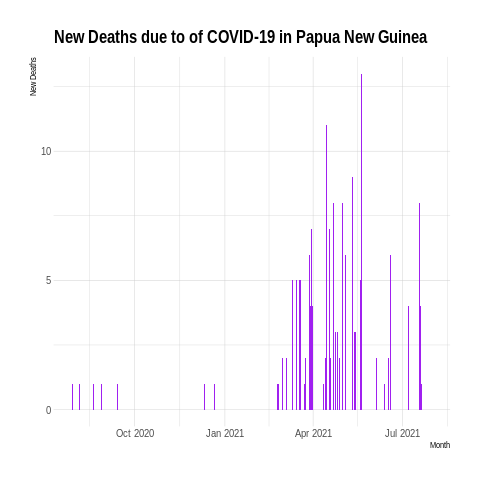 New Deaths due to of COVID-19 in Papua New Guinea
New Deaths
10
5
0
Oct 2020 Jan 2021 Apr 2021 Jul 2021
Month